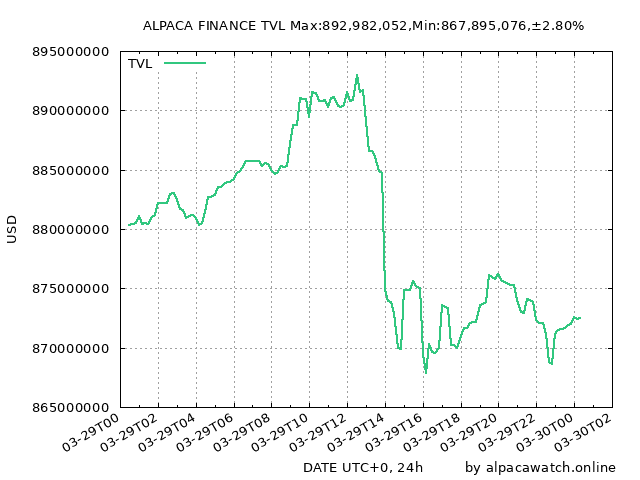 ALPACA FINANCE TVL Max:892,982,052,Min:867,895,076,±2.80%
TVL
895000000
890000000
885000000
880000000
875000000
870000000
865000000
USD
03-29T00
03-29T02
03-29T04
03-29T06
03-29T08
03-29T10
03-29T12
03-29T14
03-29T16
03-29T18
03-29T20
03-29T22
03-30T00
03-30T02
DATE UTC+0, 24h
by alpacawatch.online